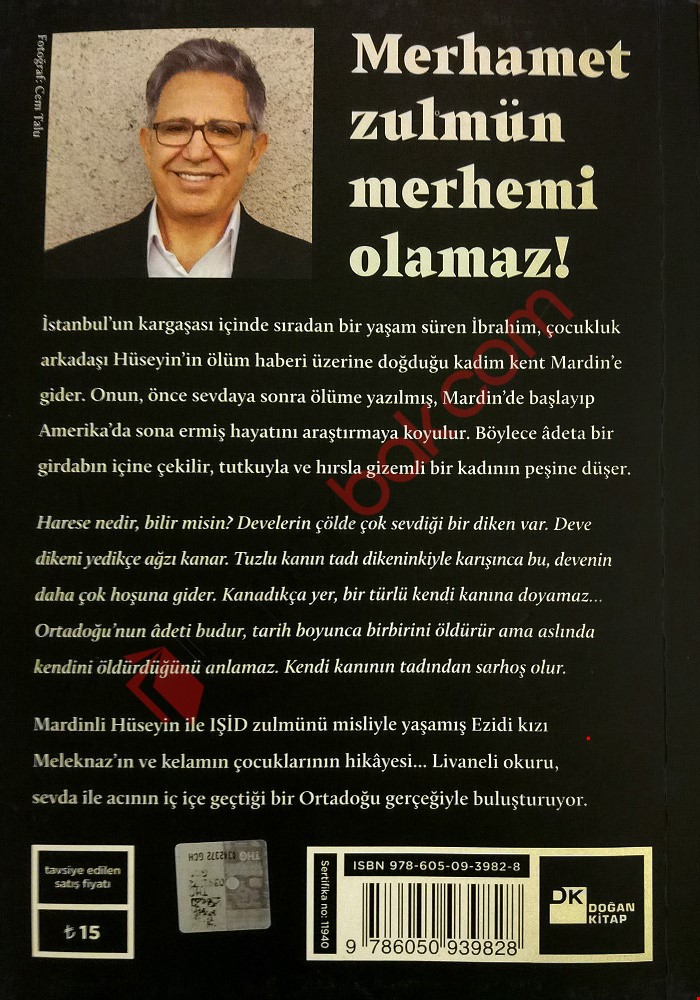 Fotoğraf: Cem Talu
Merhamet
zulmün
merhemi
olamaz!
İstanbul'un kargaşası içinde sıradan bir yaşam süren İbrahim, çocukluk
arkadaşı Hüseyin'in ölüm haberi üzerine doğduğu kadim kent Mardin'e
gider. Onun, önce sevdaya sonra ölüme yazılmış, Mardin'de başlayıp
Amerika'da sona ermiş hayatını araştırmaya koyulur. Böylece âdeta bir
girdabın içine çekilir, tutkuyla ve hırsla gizemli bir kadının peşine düşer.
Harese nedir, bilir misin? Develerin çölde çok sevdiği bir diken var. Deve
dikeni yedikçe ağzı kanar. Tuzlu kanın tadı dikeninkiyle karışınca bu, devenin
daha çok hoşuna gider. Kanadıkça yer, bir türlü kendi kanına doyamaz...
Ortadoğu'nun âdeti budur, tarih boyunca birbirini öldürür ama aslında
kendini öldürdüğünü anlamaz. Kendi kanının tadından sarhoş olur.
Mardinli Hüseyin ile IŞİD zulmünü misliyle yaşamış Ezidi kızı
Meleknaz'ın ve kelamın çocuklarının hikâyesi... Livaneli okuru,
sevda ile acının iç içe geçtiği bir Ortadoğu gerçeğiyle buluşturuyor.
bak.com
tavsiye edilen
satış fiyatı
₺ 15
Sertifika no: 11940
ISBN 978-605-09-3982-8
9 786050 939828
DK
DOĞAN
KİTAP